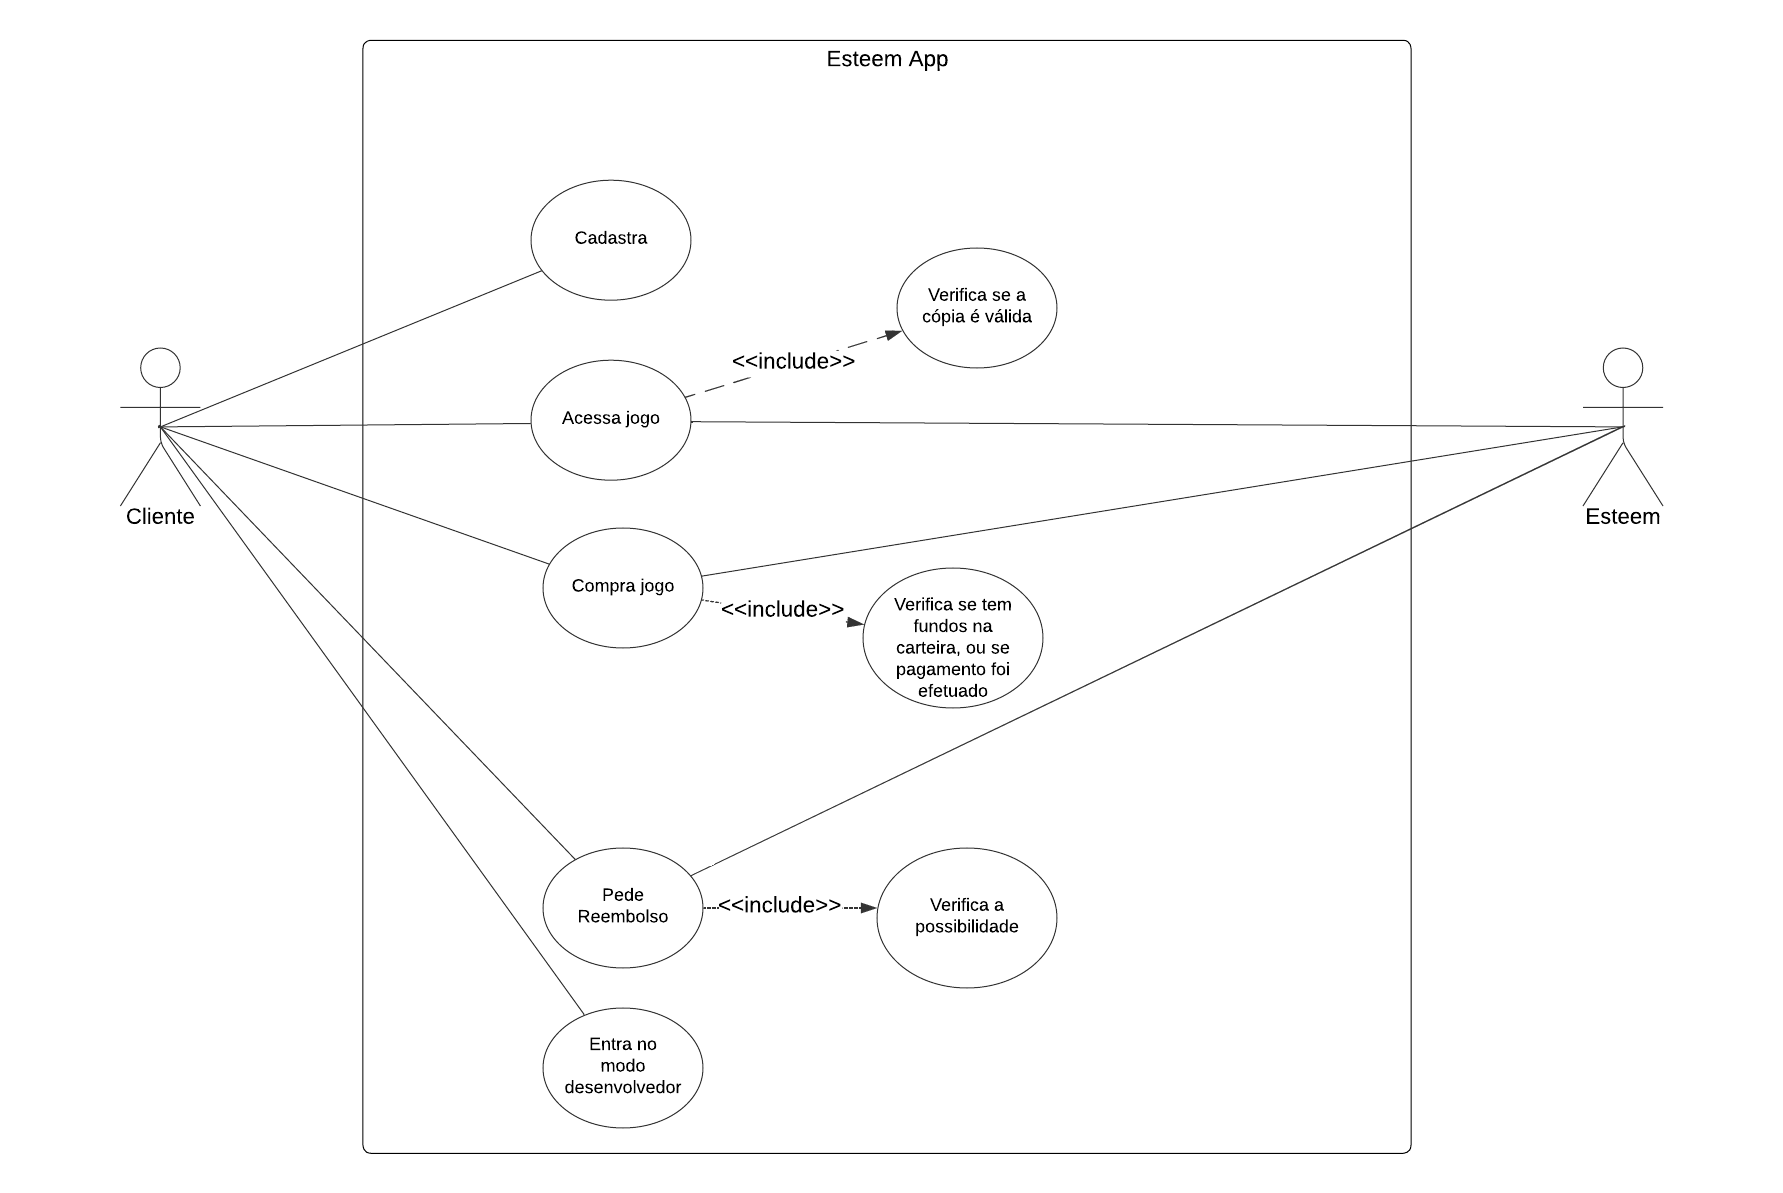 Esteem App
Cadastra
Verifica se a
cópia é válida
<<include>>
Acessa jogo
Cliente
Esteem
Compra jogo
<<include>>
Verifica se tem
fundos na
carteira, ou se
pagamento foi
efetuado
Pede
Reembolso
<<include>>
Verifica a
possibilidade
Entra no
modo
desenvolvedor